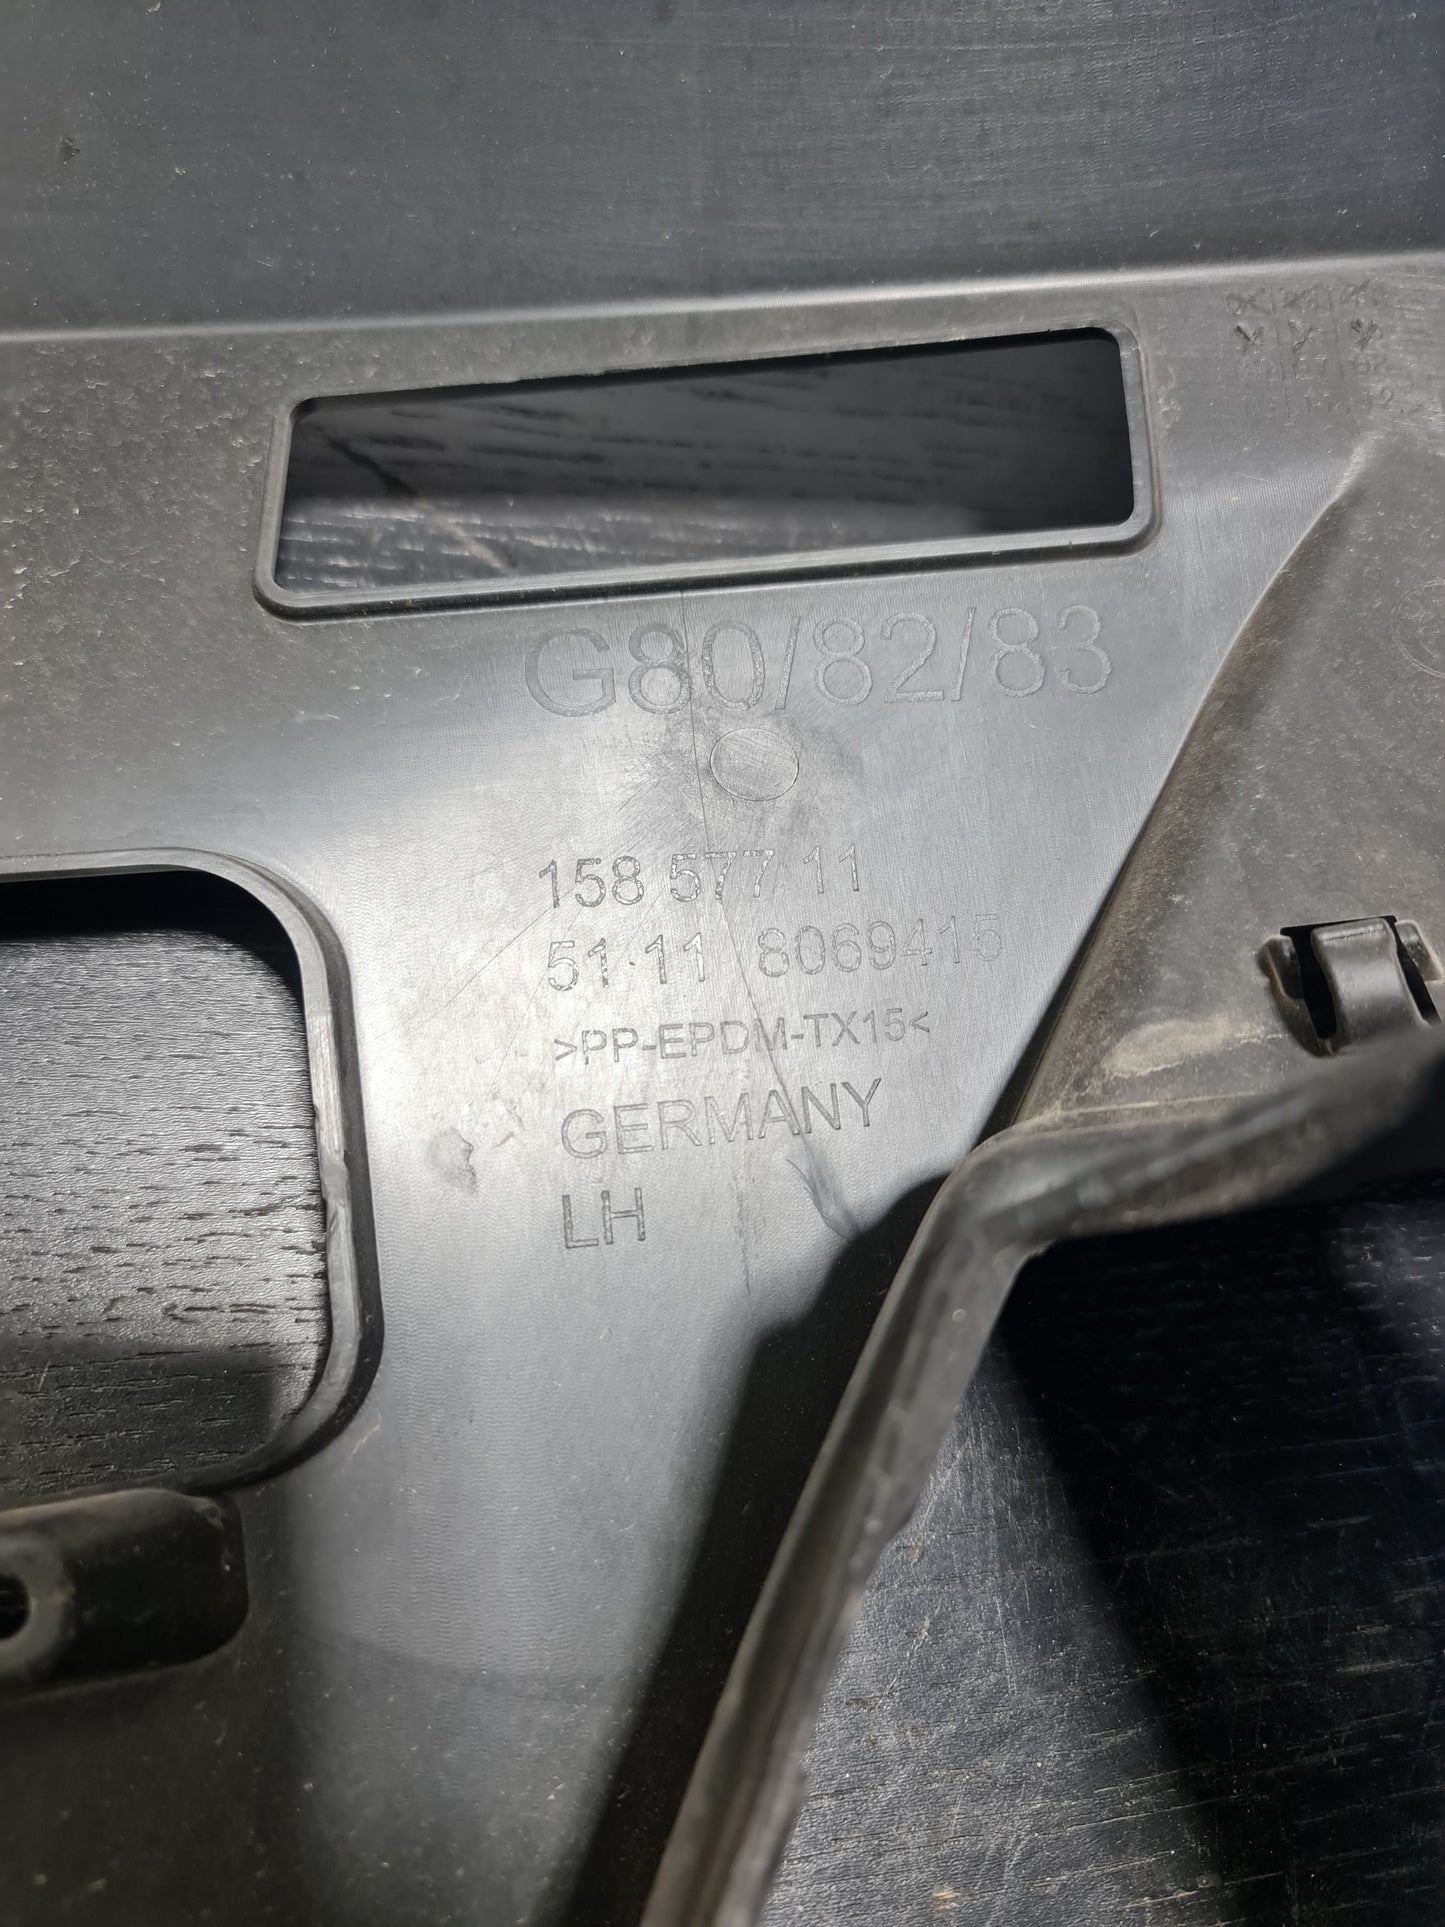 G80/82/83
158 577 11
51.11 8069415
>PP-EPDM-TX15<
GERMANY
LH